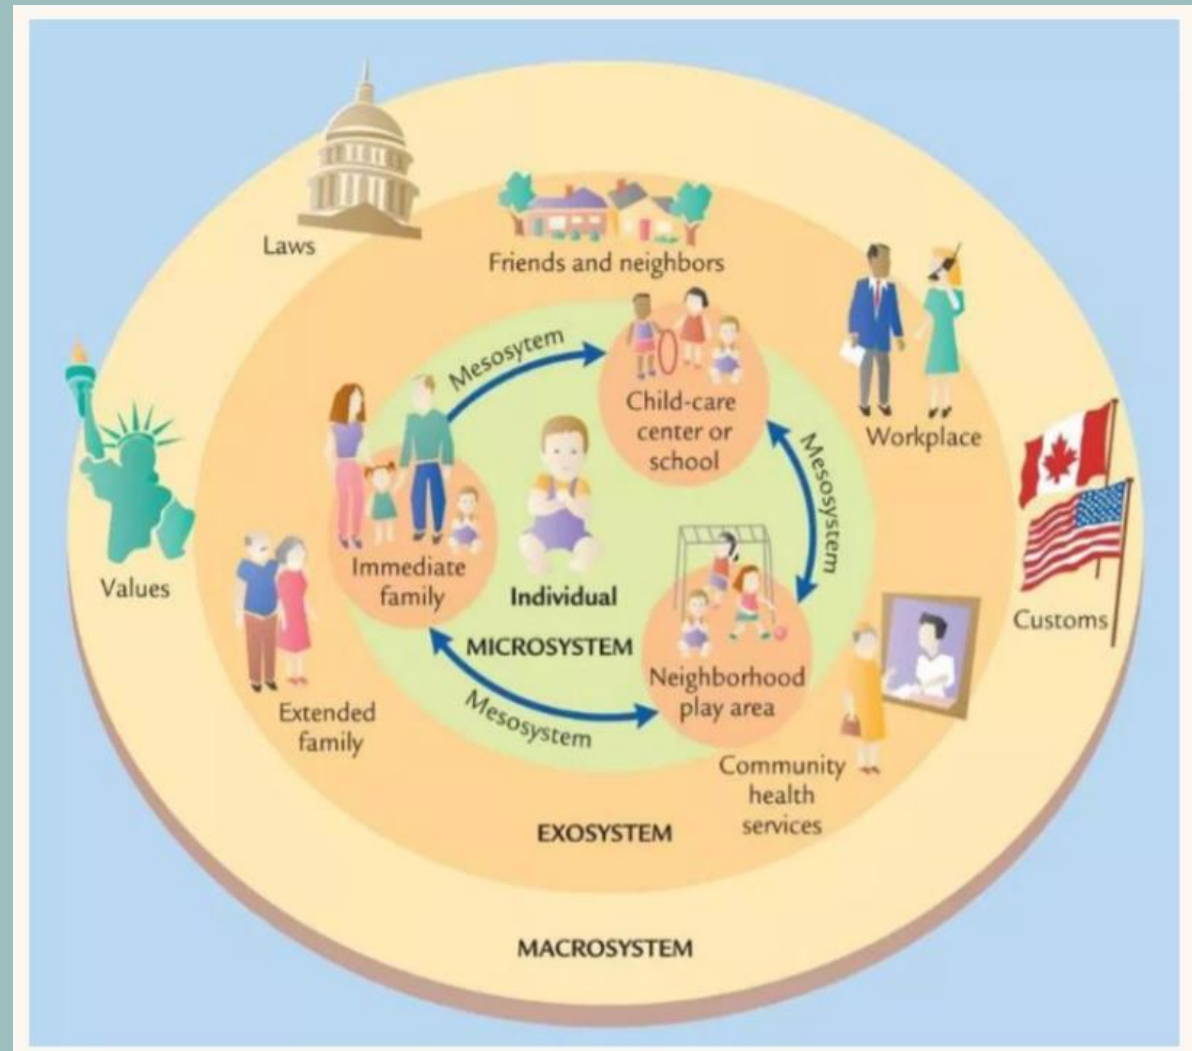 Laws
Friends and neighbors
Mesosytem
Child-care
center or
school
Workplace
Mesosystem
Values
Immediate
family
Individual
Customs
MICROSYSTEM
Neighborhood
play area
Mesosystem
Extended
family
Community
health
services
EXOSYSTEM
MACROSYSTEM